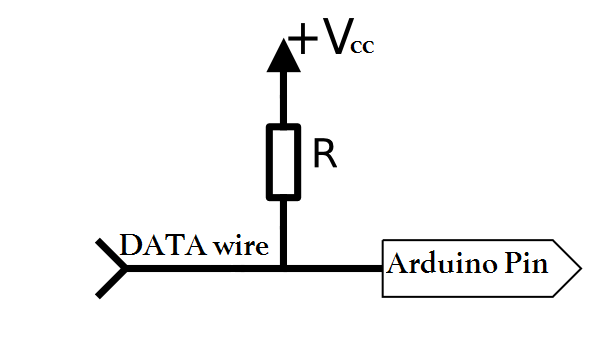 +Vcc
R
DATA wire
Arduino Pin